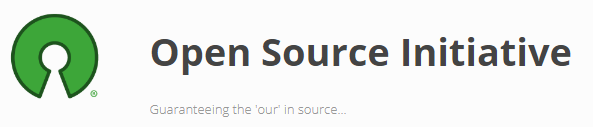 Open Source Initiative
®
Guaranteeing the 'our' in source...